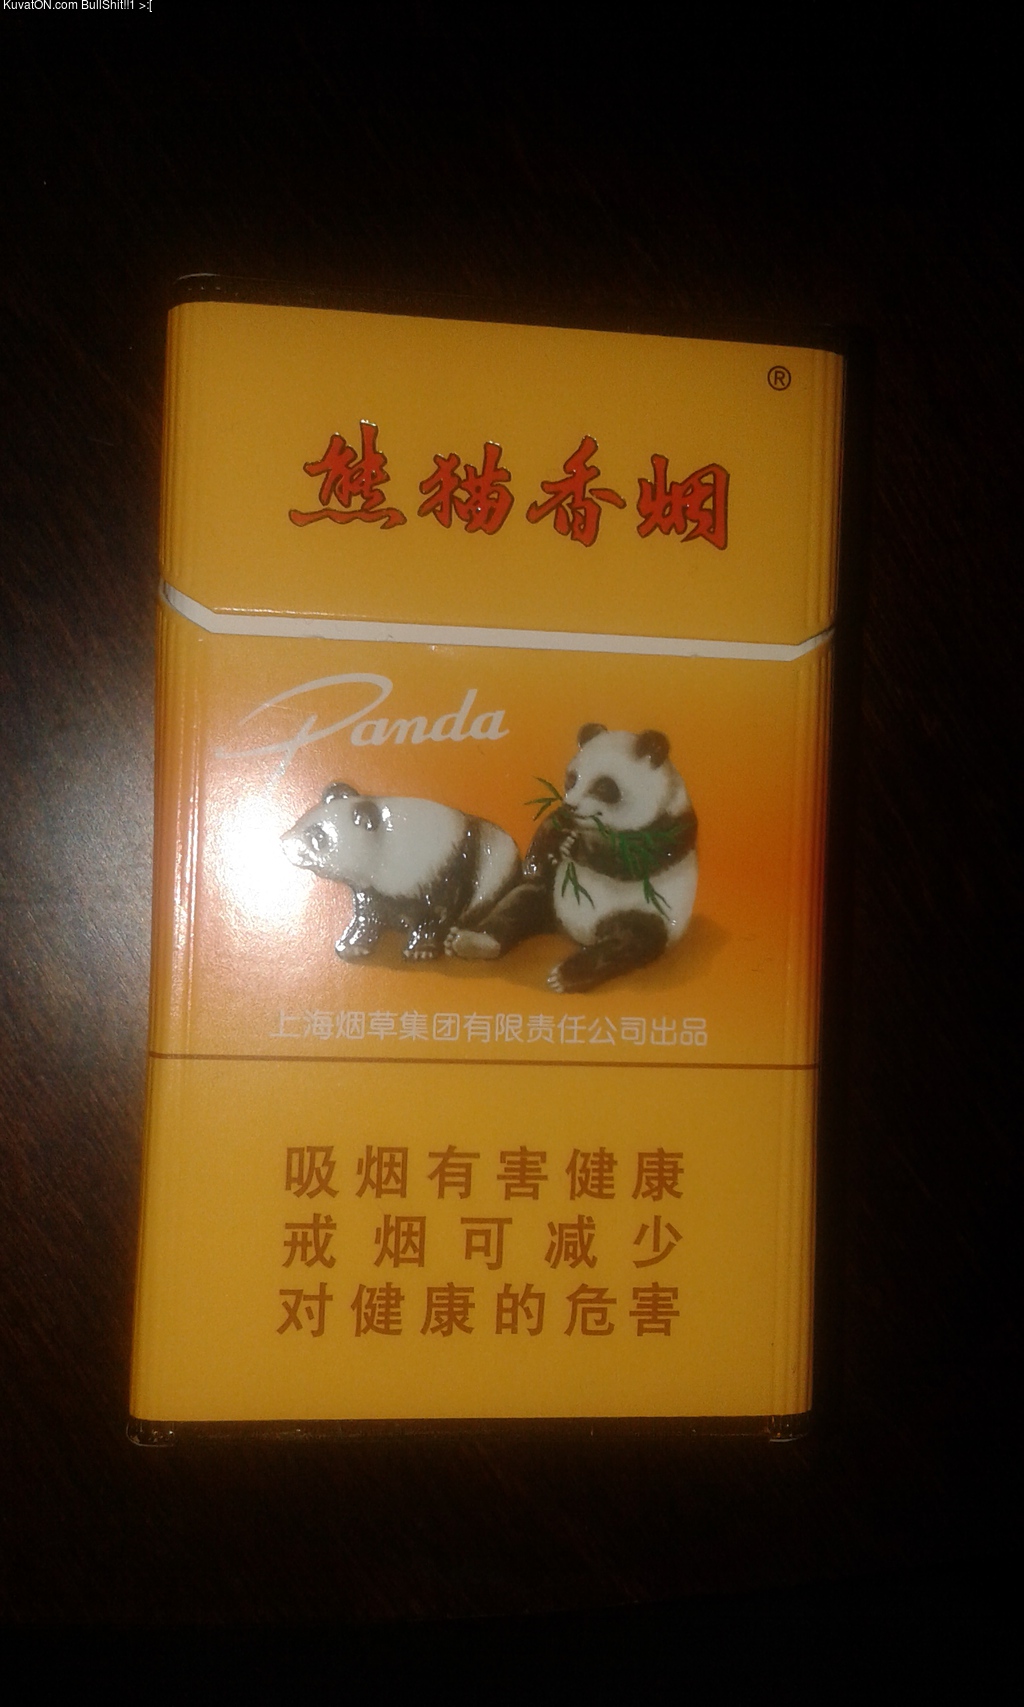 KuvatON.com BullShit!!1 >:[
®
熊猫香烟
Panda
上海烟草集团有限责任公司出品
吸烟有害健康
戒烟可减少
对健康的危害